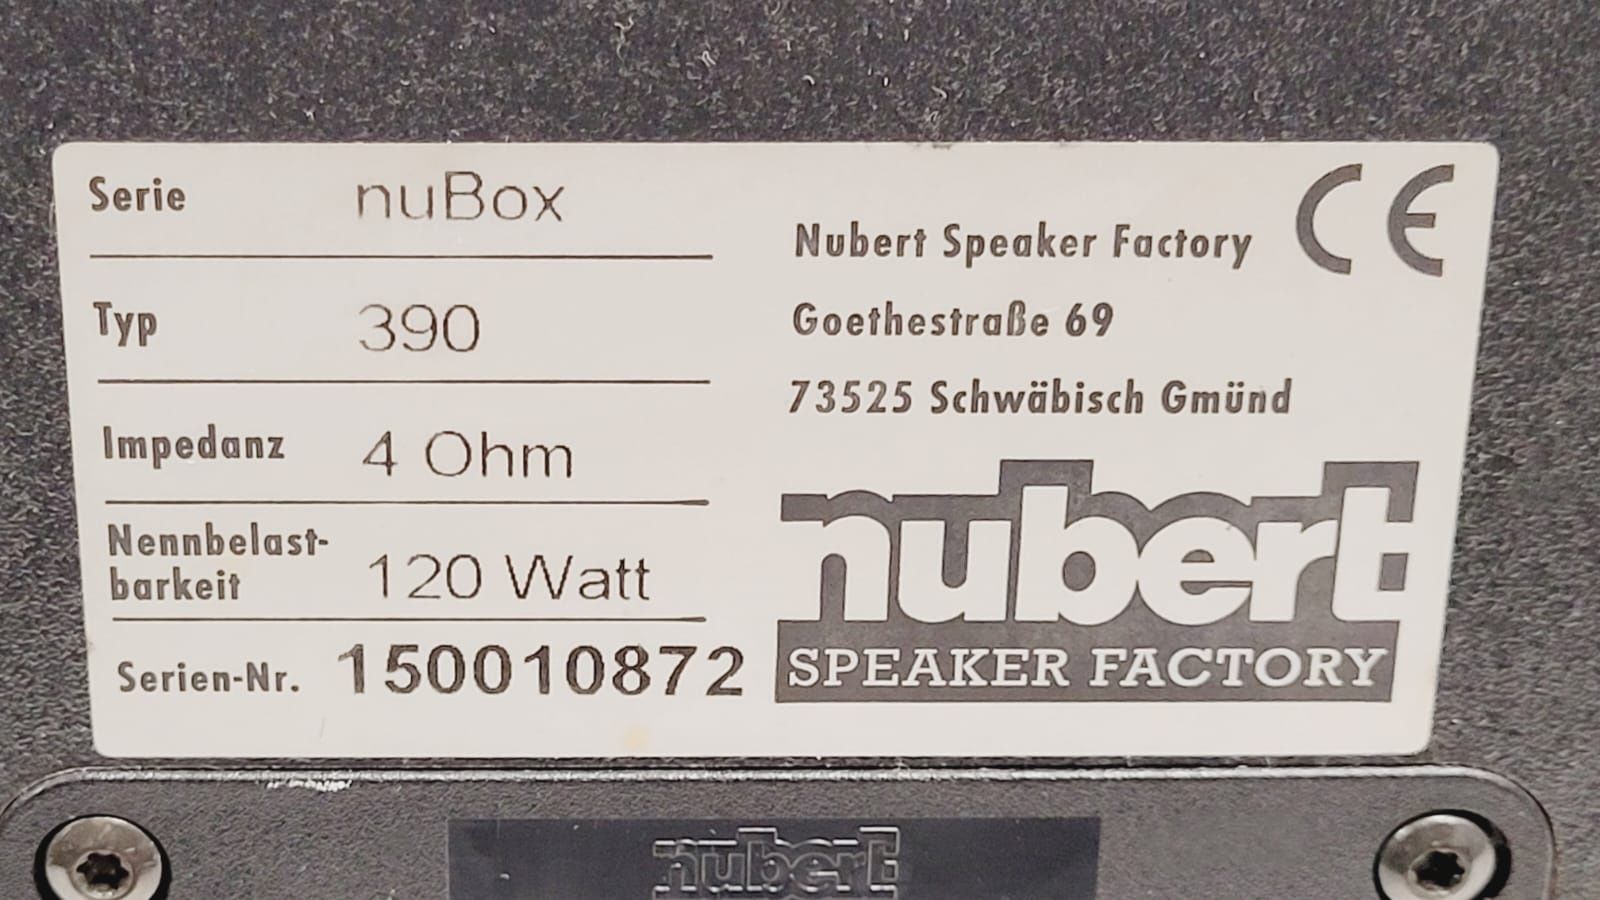 Serie nuBox
Typ 390
Impedanz 4 Ohm
Nennbelast-
barkeit 120 Watt
Serien-Nr. 150010872
CE
Nubert Speaker Factory
Goethestraße 69
73525 Schwäbisch Gmünd
nubert
SPEAKER FACTORY
nubert